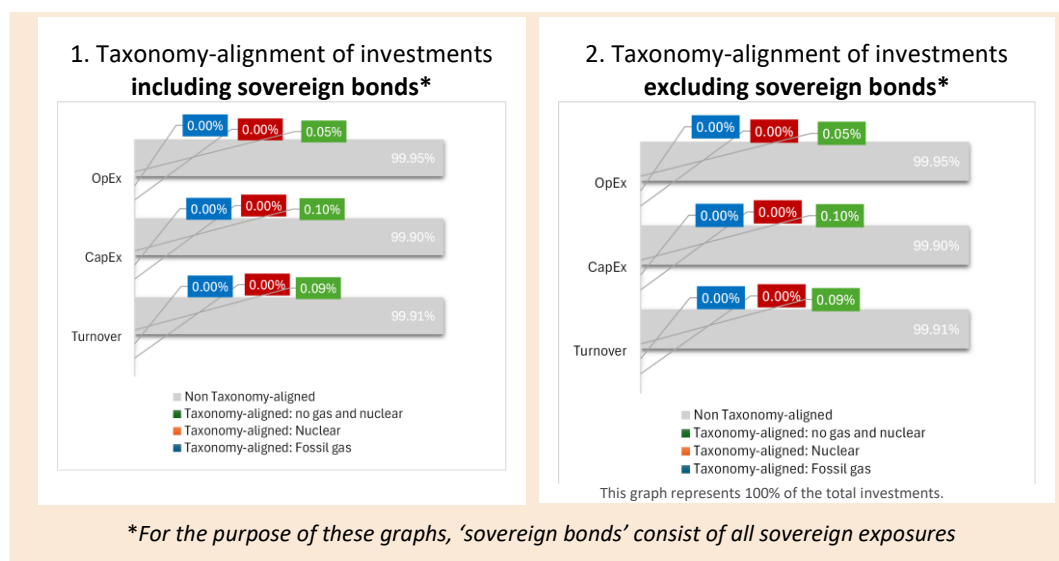 1. Taxonomy-alignment of investments
including sovereign bonds*
0.00%
0.00%
0.05%
99.95%
OpEx
0.00%
0.00%
0.10%
99.90%
CapEx
0.00%
0.00%
0.09%
99.91%
Turnover
Non Taxonomy-aligned
Taxonomy-aligned: no gas and nuclear
Taxonomy-aligned: Nuclear
Taxonomy-aligned: Fossil gas
2. Taxonomy-alignment of investments
excluding sovereign bonds*
0.00%
0.00%
0.05%
99.95%
OpEx
0.00%
0.00%
0.10%
99.90%
CapEx
0.00%
0.00%
0.09%
99.91%
Turnover
Non Taxonomy-aligned
Taxonomy-aligned: no gas and nuclear
Taxonomy-aligned: Nuclear
Taxonomy-aligned: Fossil gas
This graph represents 100% of the total investments.
*For the purpose of these graphs, ‘sovereign bonds’ consist of all sovereign exposures